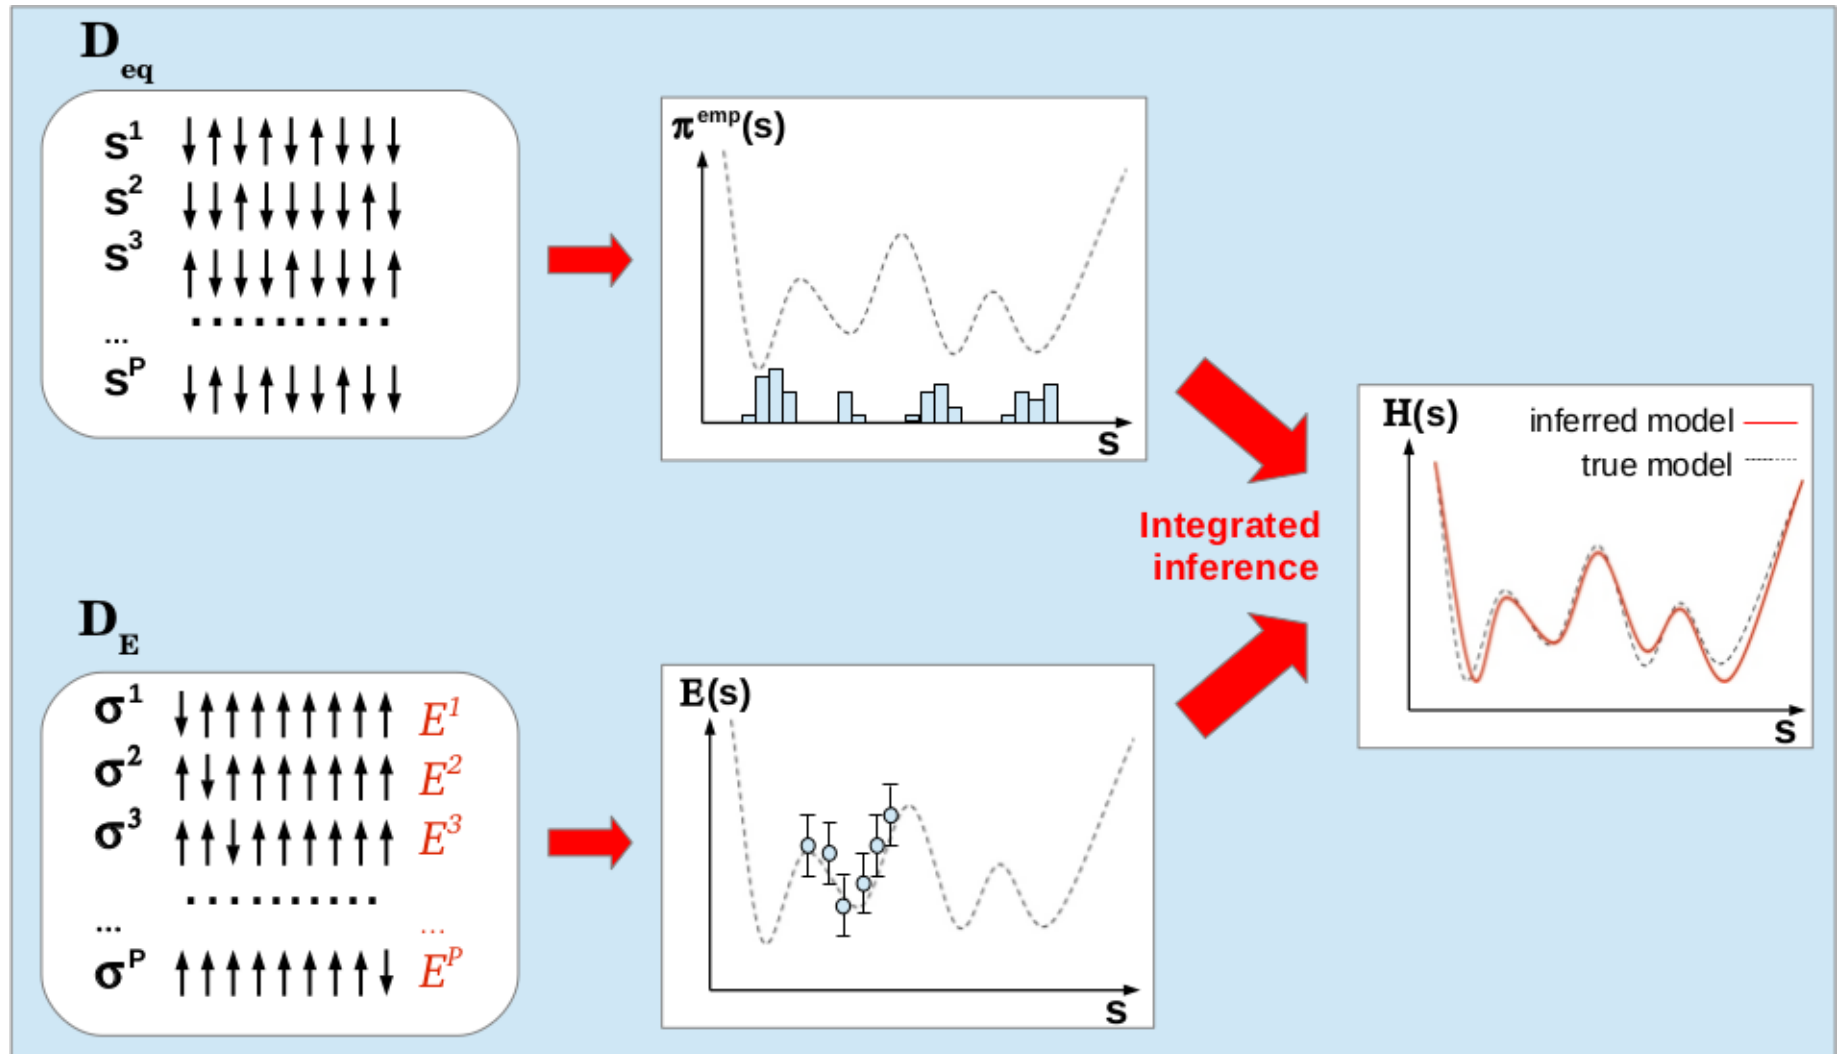 D_eq
s^1
s^2
s^3
...
s^P
π^emp(s)
s
D_E
σ^1 E^1
σ^2 E^2
σ^3 E^3
... ...
σ^P E^P
E(s)
s
Integrated
inference
H(s)
inferred model
true model
s